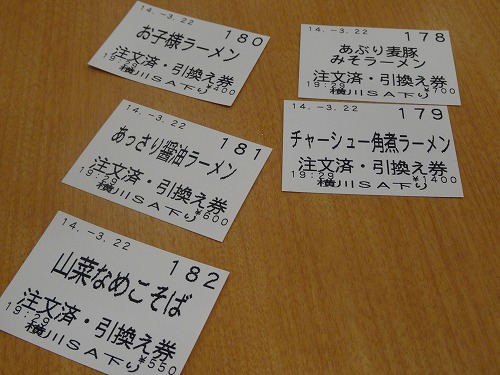 14.-3.22
180
お子様ラーメン
注文済・引換え券
19:29 ¥400
横川SA下り
14.-3.22
181
あっさり醤油ラーメン
注文済・引換え券
19:29 ¥600
横川SA下り
14.-3.22
182
山菜なめこそば
注文済・引換え券
19:29 ¥550
横川SA下り
14.-3.22
178
あぶり麦豚
みそラーメン
注文済・引換え券
19:29 ¥700
横川SA下り
14.-3.22
179
チャーシュー角煮ラーメン
注文済・引換え券
19:29 ¥1400
横川SA下り